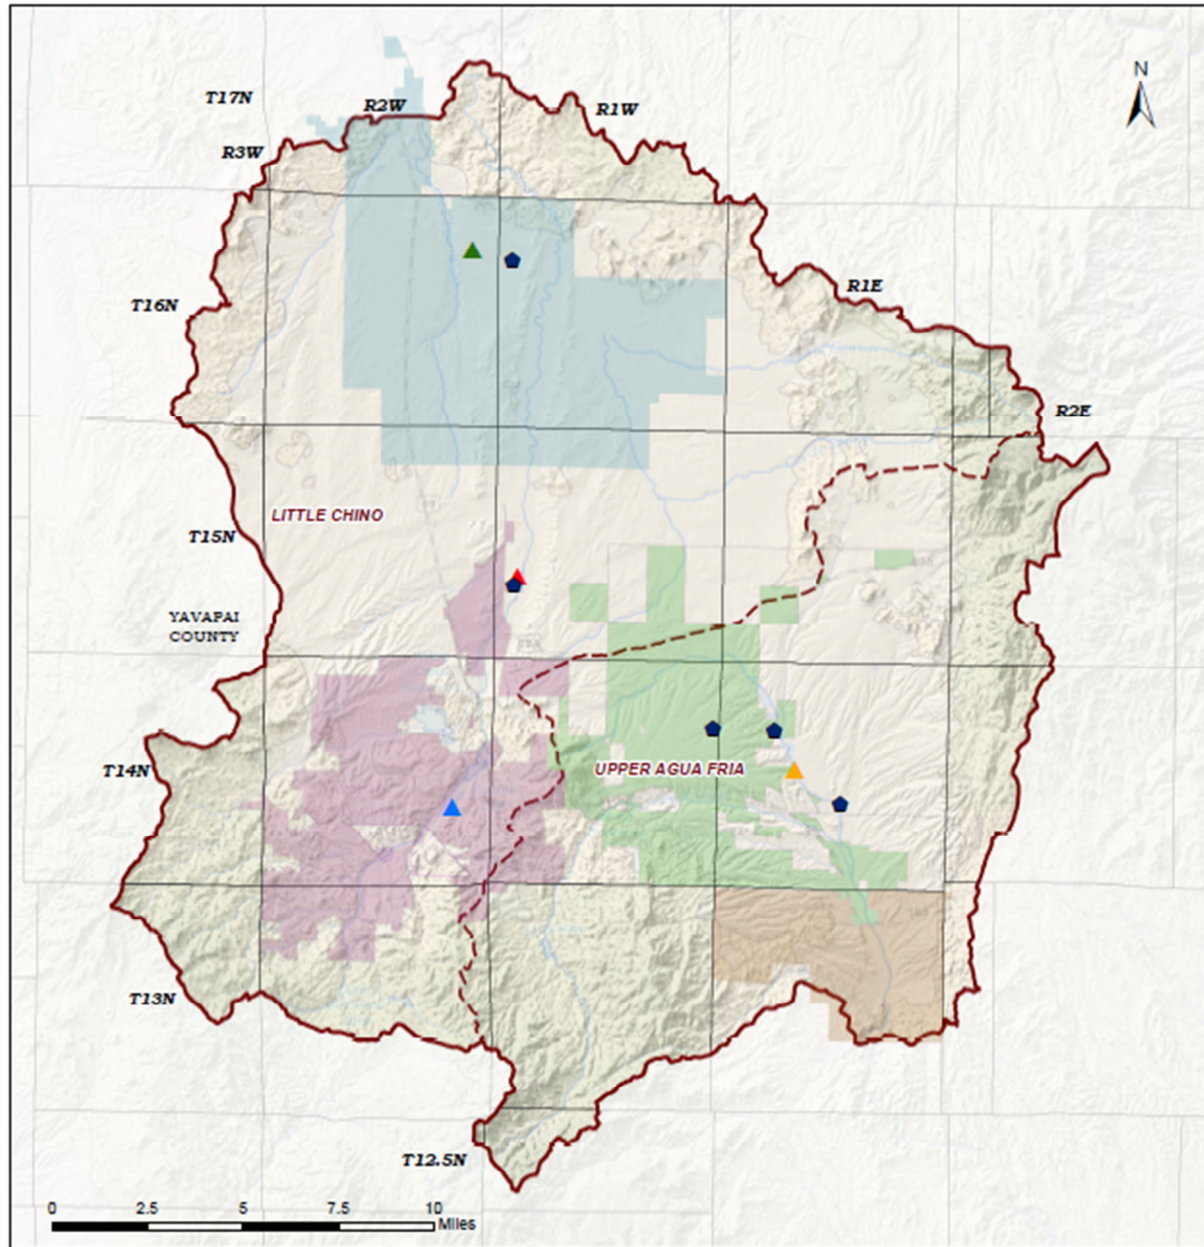 N
T17N
R2W
R1W
R3W
R1E
T16N
R2E
LITTLE CHINO
T15N
YAVAPAI
COUNTY
UPPER AGUA FRIA
T14N
T13N
T12.5N
0 2.5 5 7.5 10
Miles